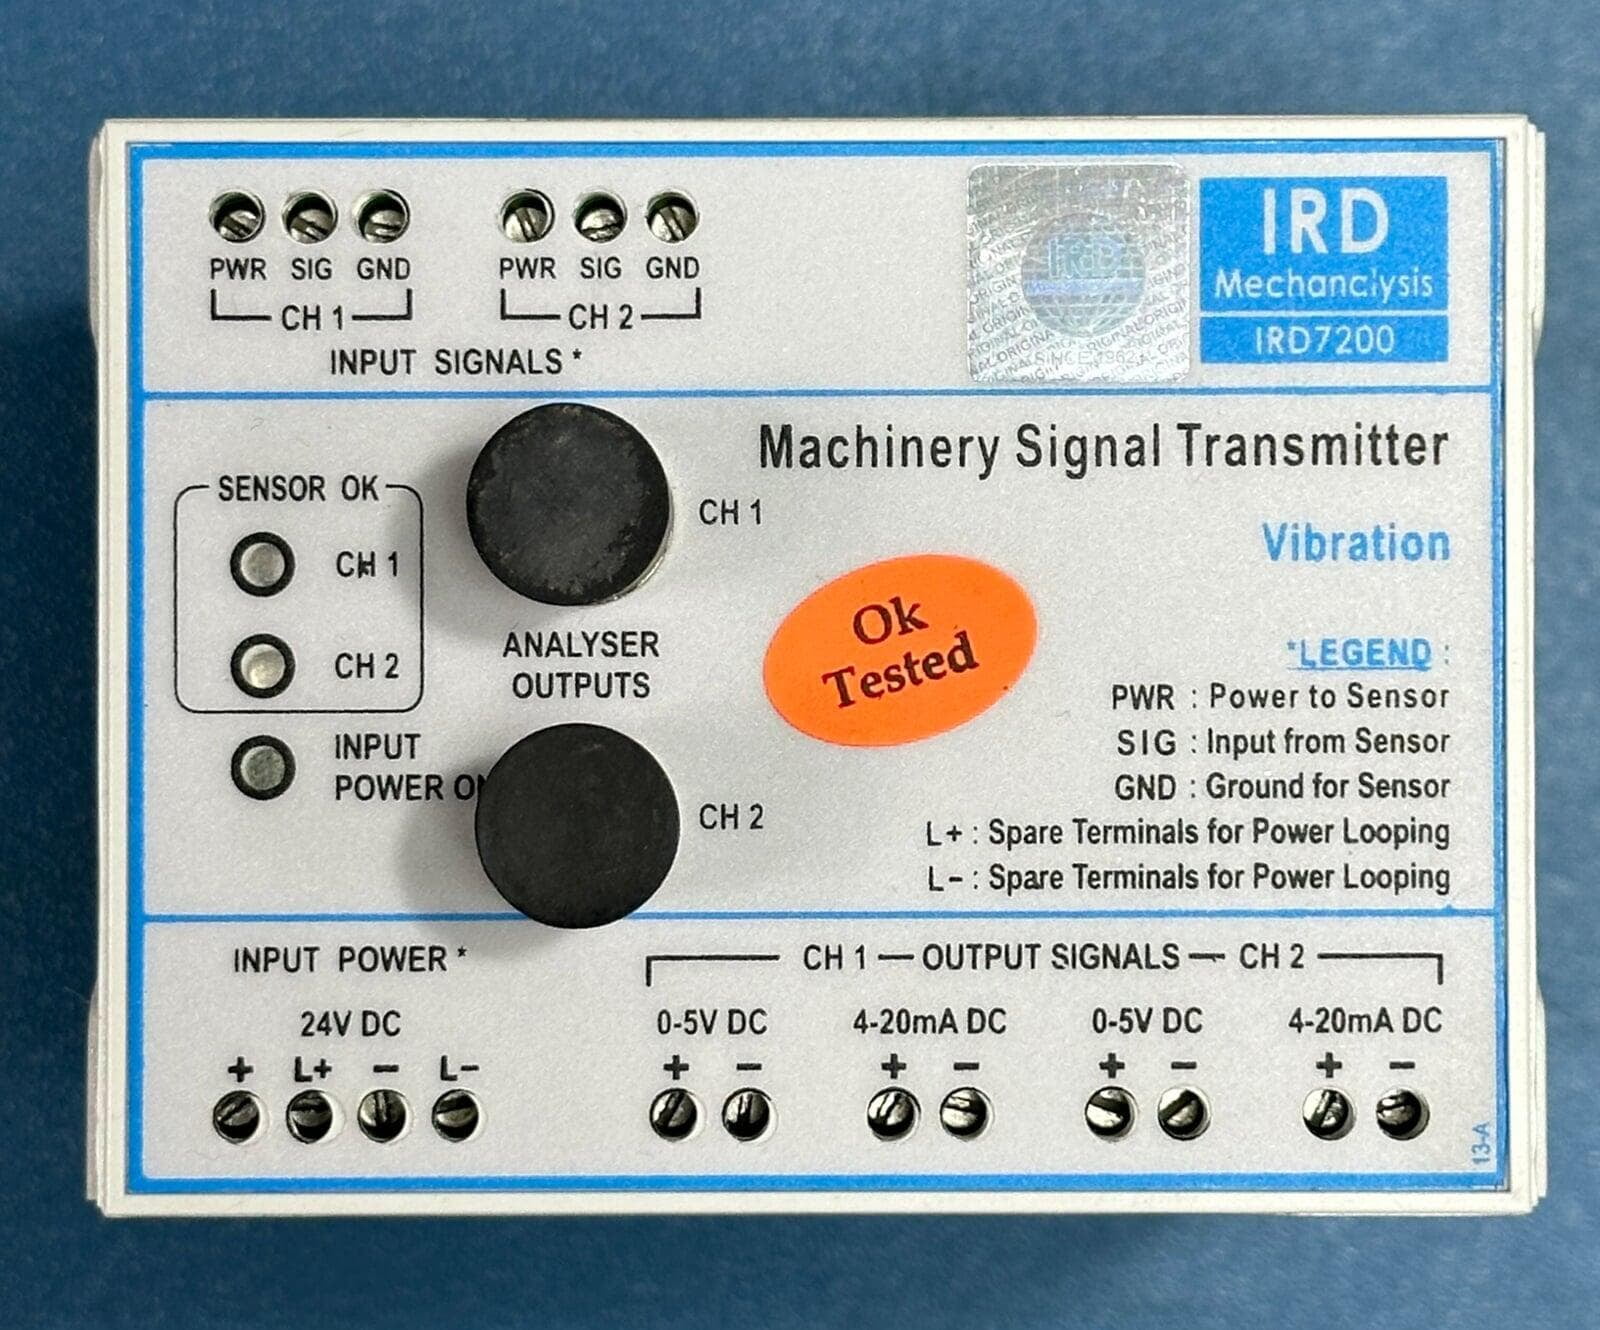 PWR SIG GND PWR SIG GND
CH 1 CH 2
INPUT SIGNALS*
IRD
Mechanalysis
IRD7200
IRD
ORIGINAL
SINCE 1962
Machinery Signal Transmitter
Vibration
SENSOR OK
CH 1
CH 2
INPUT
POWER ON
CH 1
ANALYSER
OUTPUTS
CH 2
Ok
Tested
*LEGEND :
PWR : Power to Sensor
SIG : Input from Sensor
GND : Ground for Sensor
L+ : Spare Terminals for Power Looping
L- : Spare Terminals for Power Looping
INPUT POWER*
24V DC
+ L+ - L-
CH 1 — OUTPUT SIGNALS — CH 2
0-5V DC 4-20mA DC 0-5V DC 4-20mA DC
+ - + - + - + -
13-A